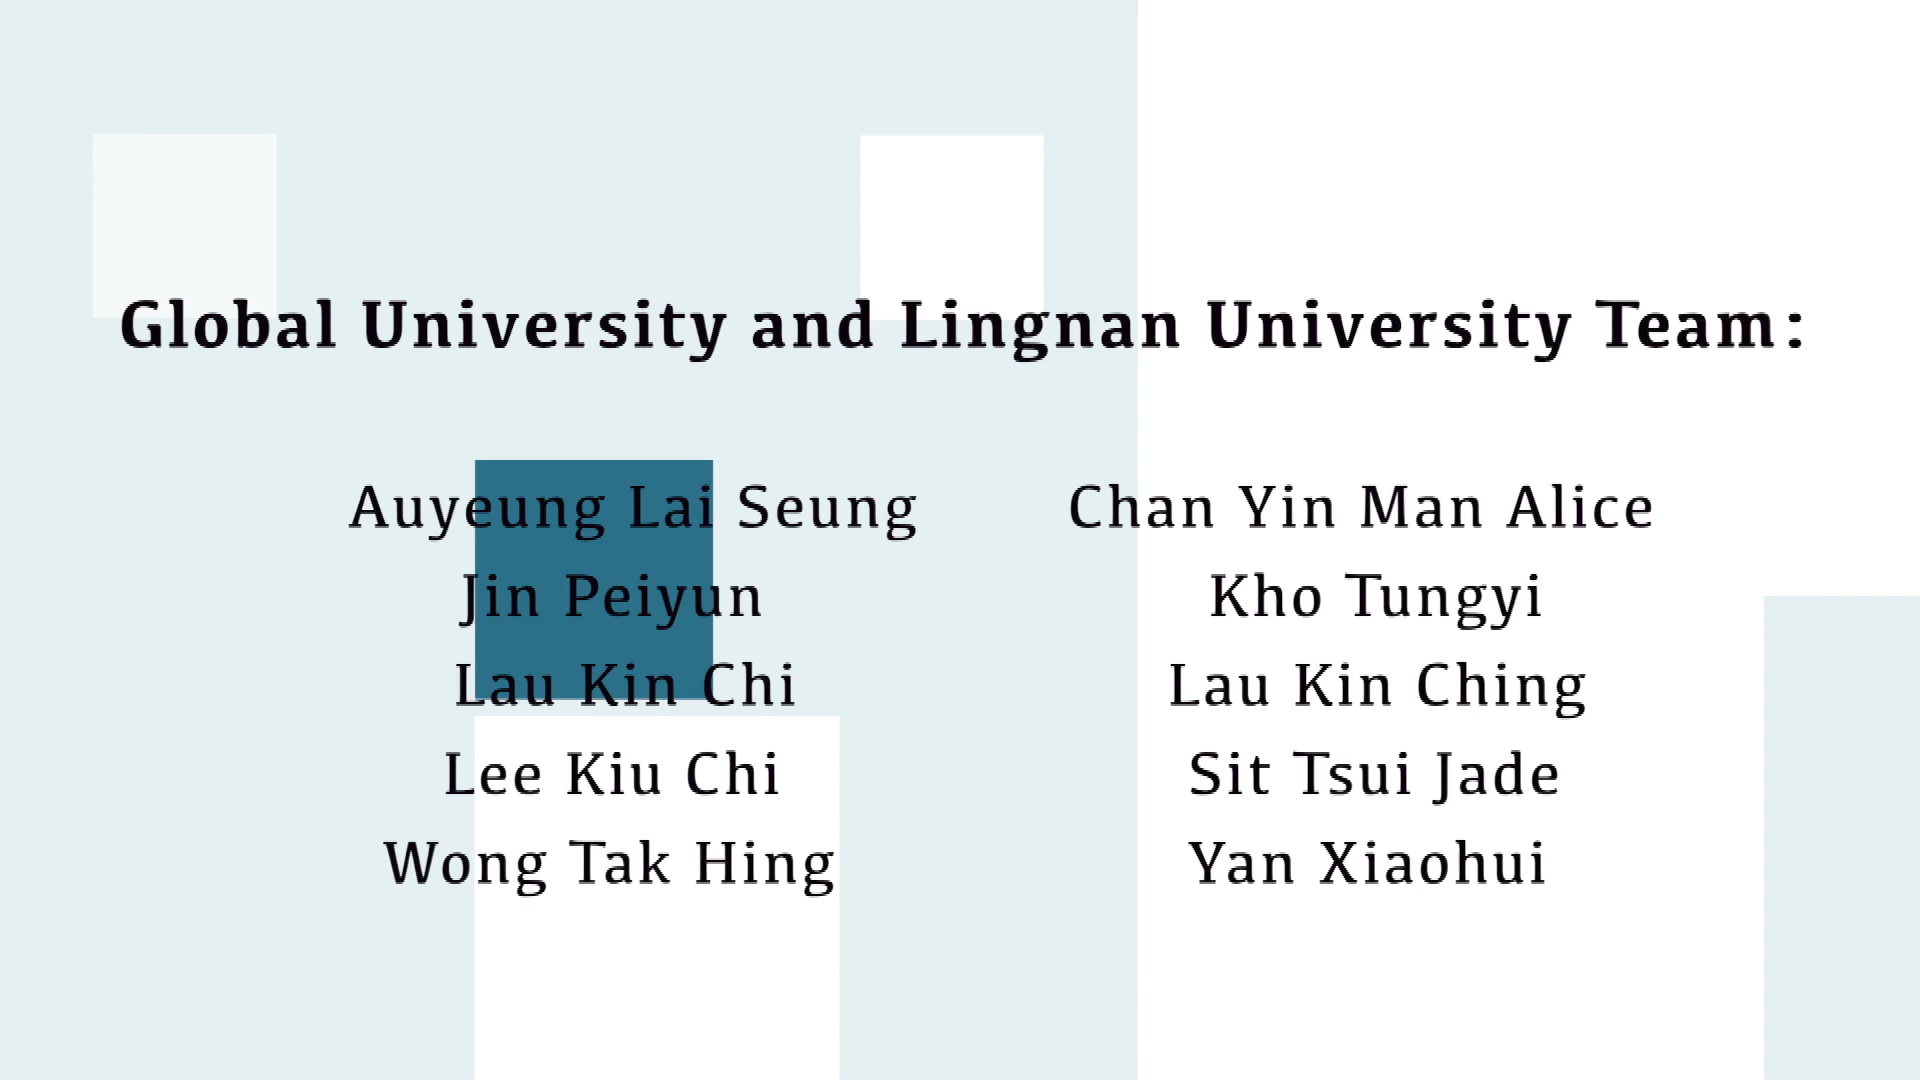 Global University and Lingnan University Team:
Auyeung Lai Seung
Chan Yin Man Alice
Jin Peiyun
Kho Tungyi
Lau Kin Chi
Lau Kin Ching
Lee Kiu Chi
Sit Tsui Jade
Wong Tak Hing
Yan Xiaohui